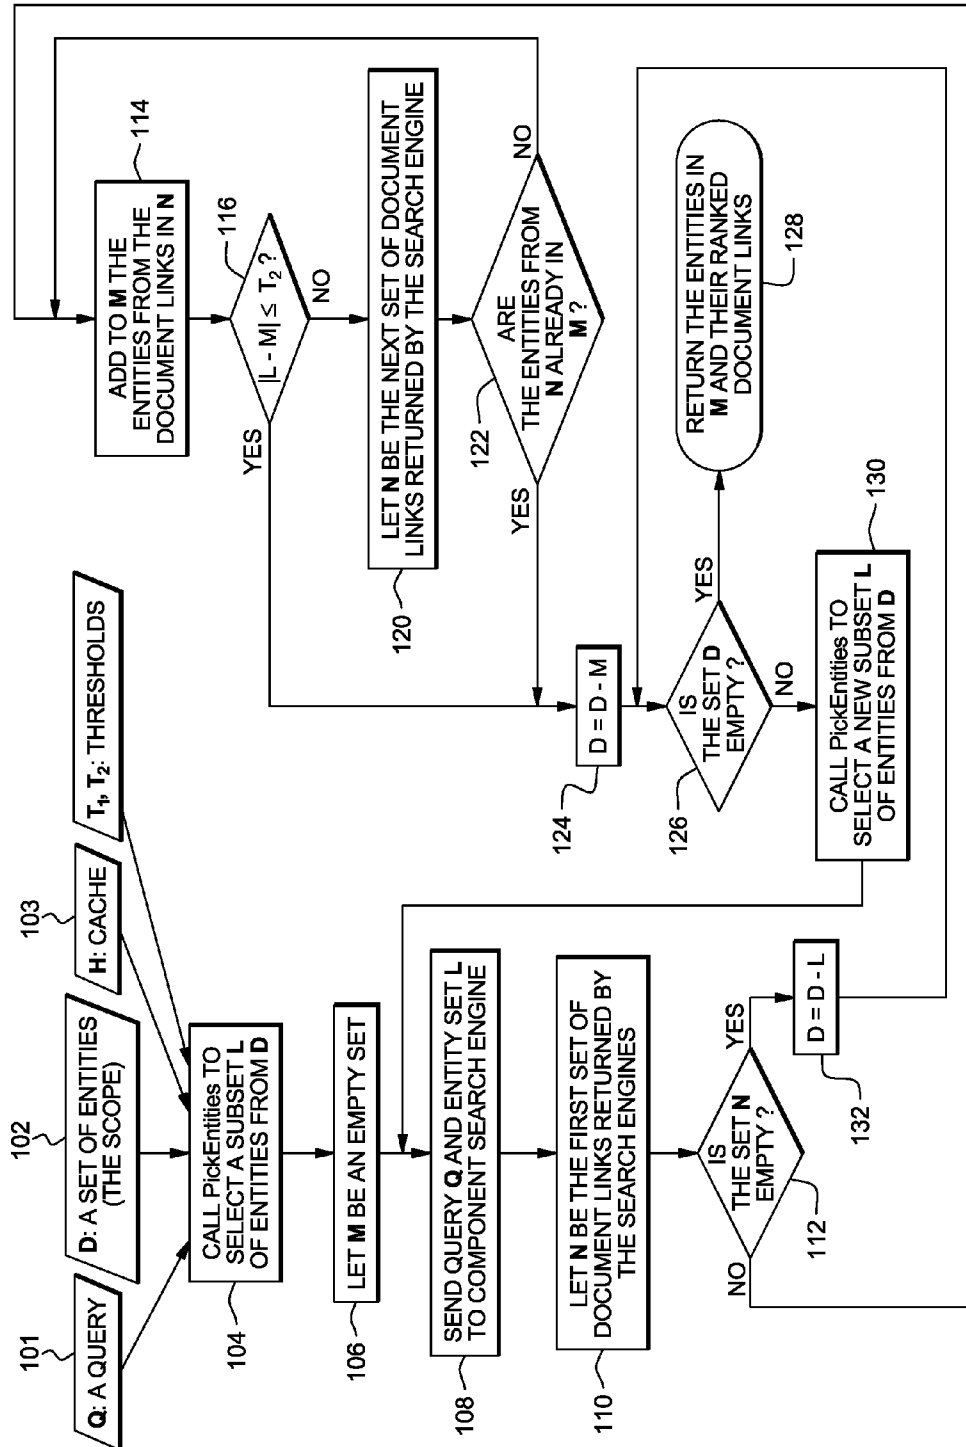 101
Q: A QUERY
102
D: A SET OF ENTITIES
(THE SCOPE)
103
H: CACHE
T₁, T₂: THRESHOLDS
CALL PickEntities TO
SELECT A SUBSET L
OF ENTITIES FROM D
104
LET M BE AN EMPTY SET
106
SEND QUERY Q AND ENTITY SET L
TO COMPONENT SEARCH ENGINE
108
LET N BE THE FIRST SET OF
DOCUMENT LINKS RETURNED BY
THE SEARCH ENGINES
110
IS
THE SET N
EMPTY ?
112
NO
YES
D = D - L
132
ADD TO M THE
ENTITIES FROM THE
DOCUMENT LINKS IN N
114
|L - M| ≤ T₂ ?
116
YES
NO
LET N BE THE NEXT SET OF DOCUMENT
LINKS RETURNED BY THE SEARCH ENGINE
120
ARE
THE ENTITIES FROM
N ALREADY IN
M ?
122
YES
NO
D = D - M
124
IS
THE SET D
EMPTY ?
126
YES
NO
RETURN THE ENTITIES IN
M AND THEIR RANKED
DOCUMENT LINKS
128
CALL PickEntities TO
SELECT A NEW SUBSET L
OF ENTITIES FROM D
130